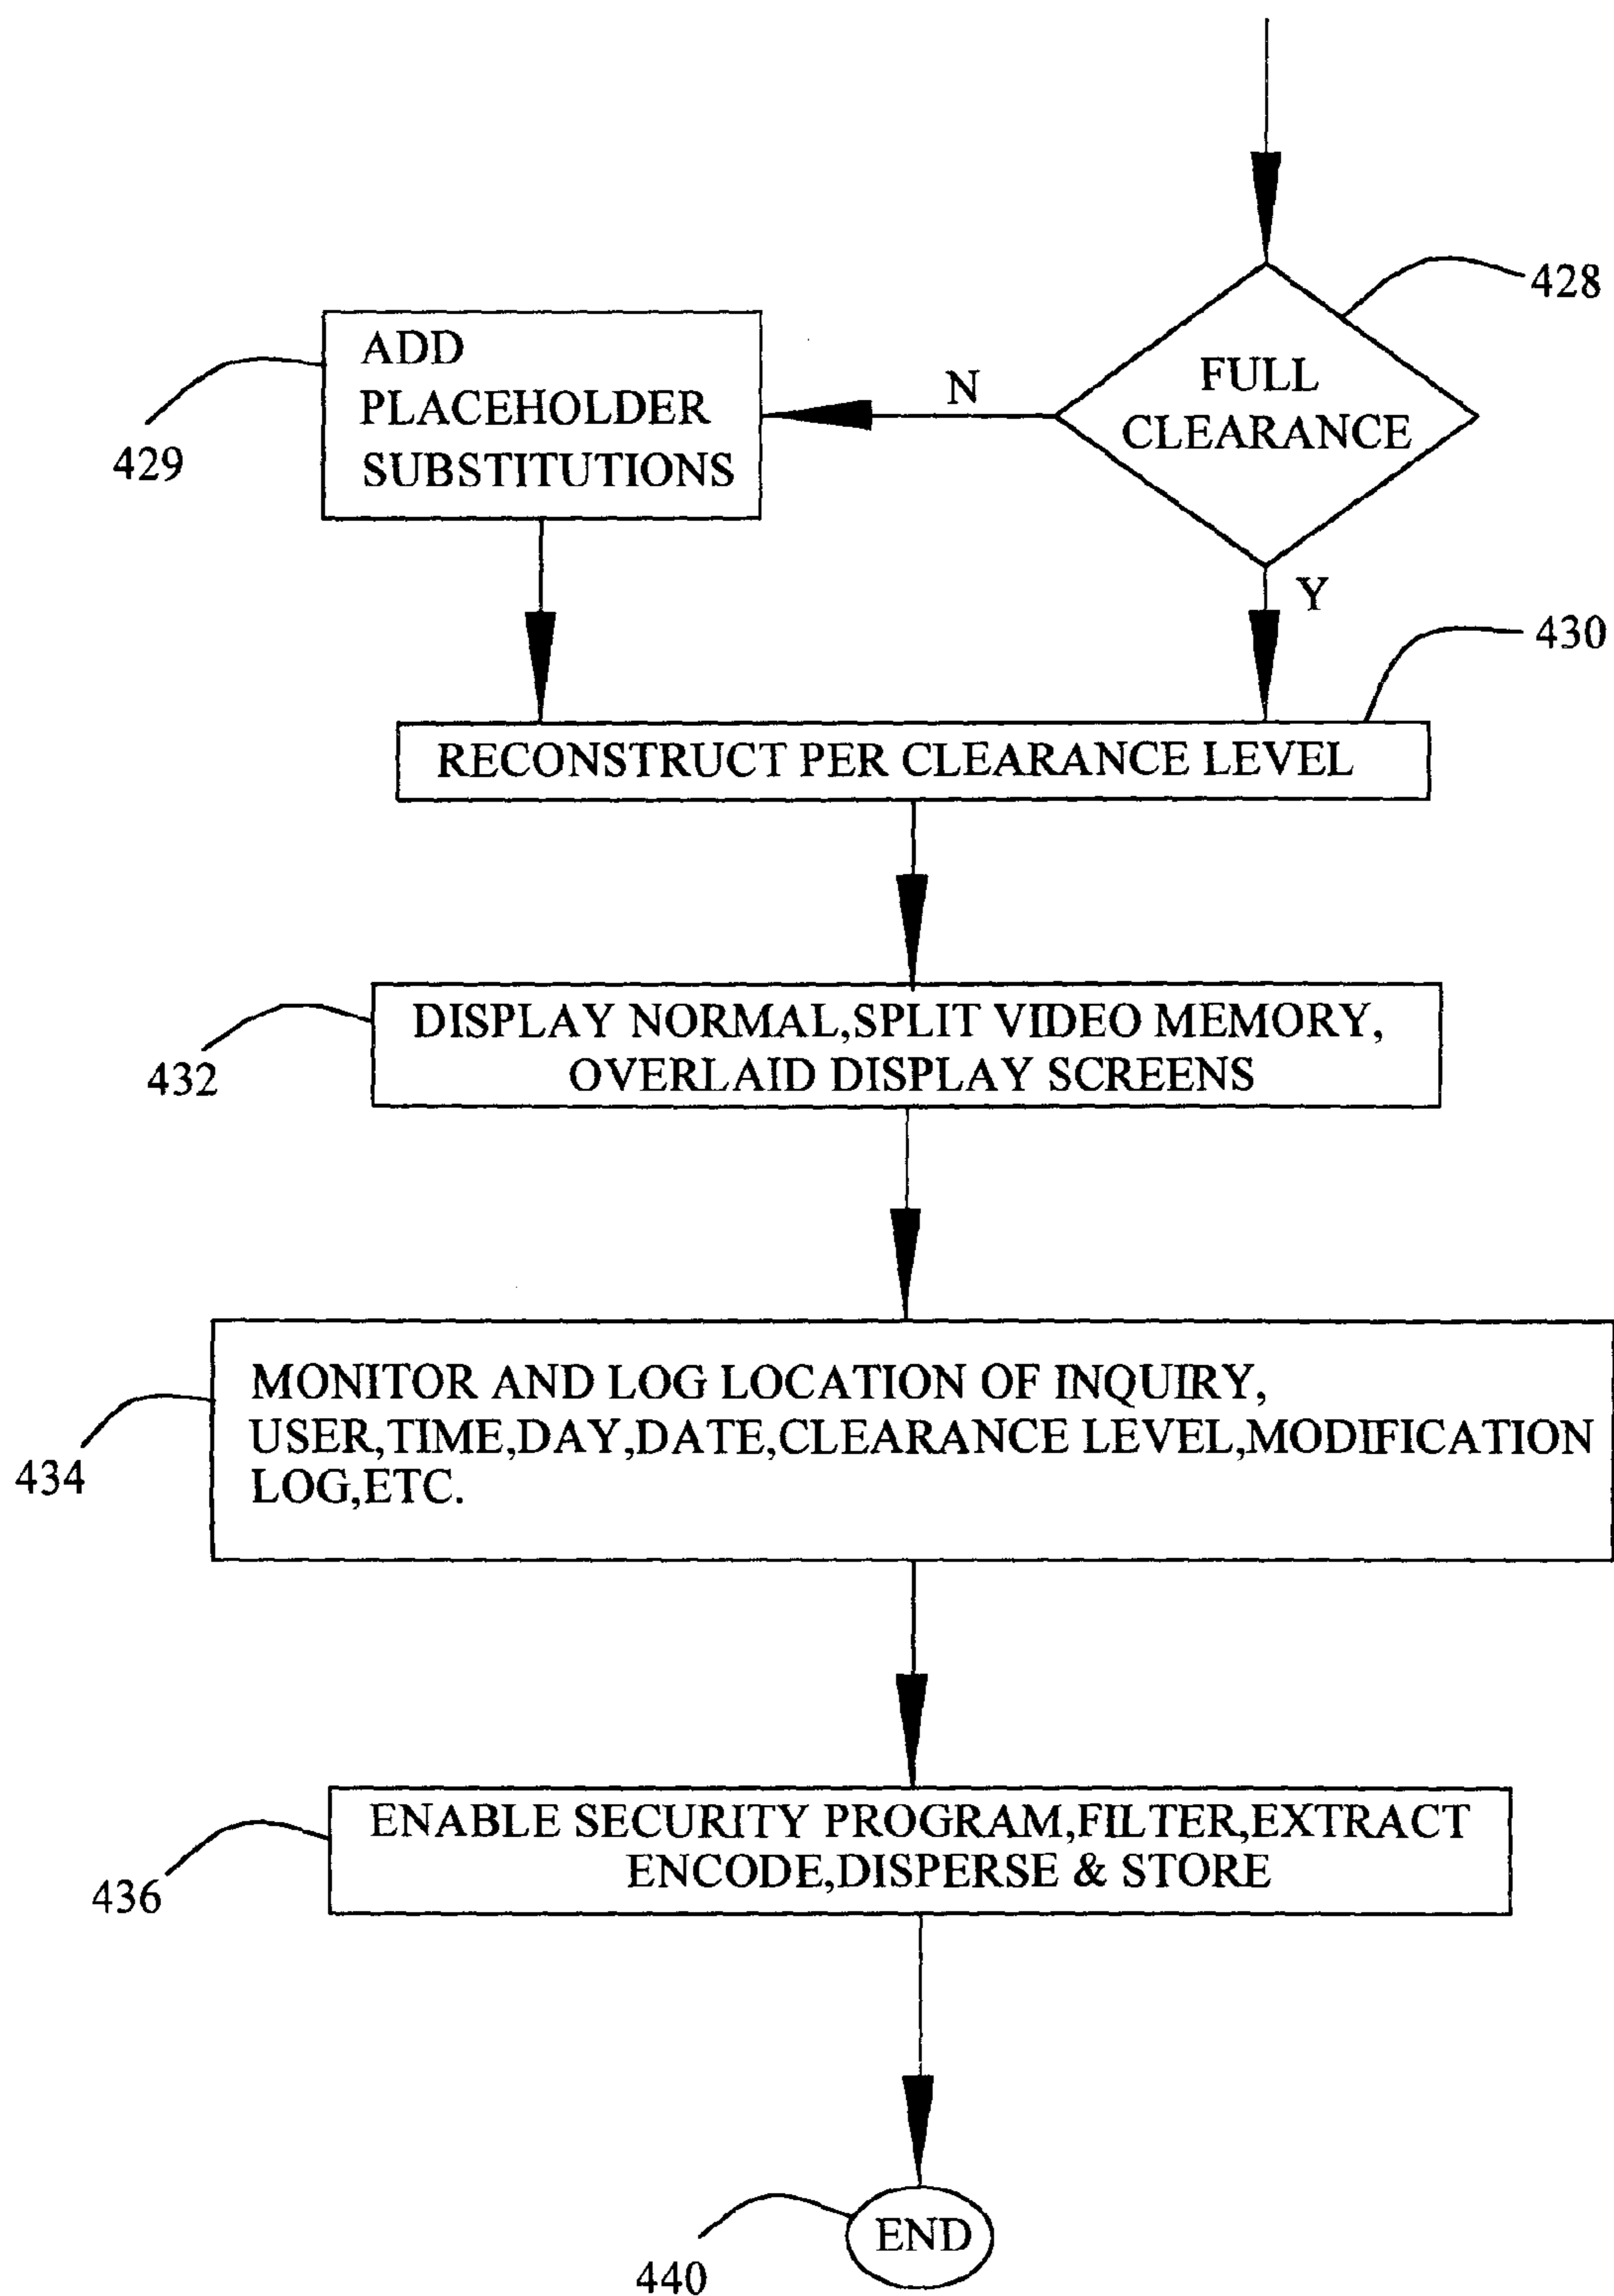 428
FULL
CLEARANCE
N
Y
ADD
PLACEHOLDER
SUBSTITUTIONS
429
430
RECONSTRUCT PER CLEARANCE LEVEL
DISPLAY NORMAL,SPLIT VIDEO MEMORY,
OVERLAID DISPLAY SCREENS
432
MONITOR AND LOG LOCATION OF INQUIRY,
USER,TIME,DAY,DATE,CLEARANCE LEVEL,MODIFICATION
LOG,ETC.
434
ENABLE SECURITY PROGRAM,FILTER,EXTRACT
ENCODE,DISPERSE & STORE
436
END
440